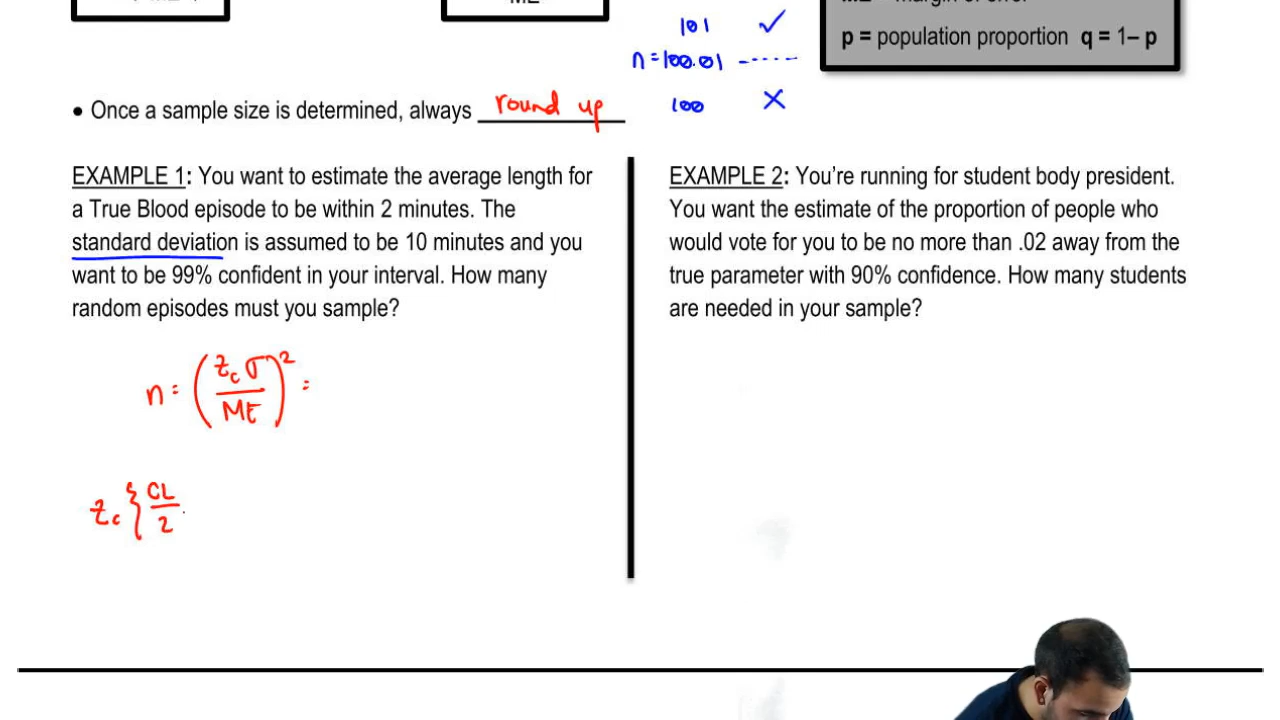 101 ✓
n = 100.01 -----
100 ✗
p = population proportion q = 1– p
• Once a sample size is determined, always round up
EXAMPLE 1: You want to estimate the average length for
a True Blood episode to be within 2 minutes. The
standard deviation is assumed to be 10 minutes and you
want to be 99% confident in your interval. How many
random episodes must you sample?
n = (Zc σ / ME)² =
Zc { CL / 2
EXAMPLE 2: You're running for student body president.
You want the estimate of the proportion of people who
would vote for you to be no more than .02 away from the
true parameter with 90% confidence. How many students
are needed in your sample?